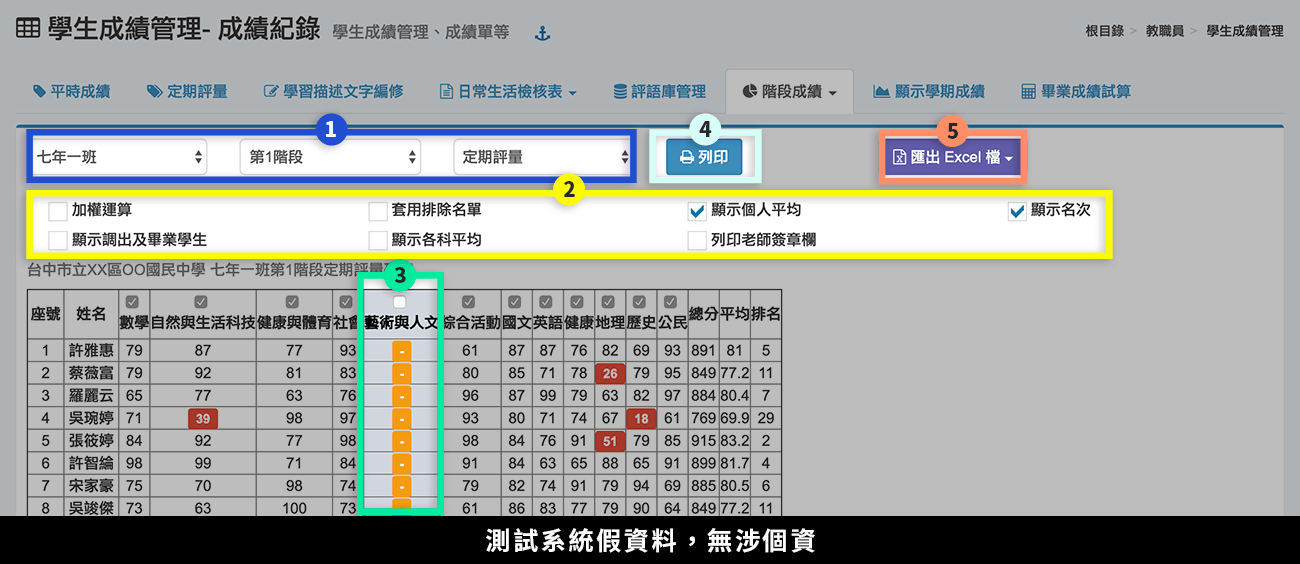 學生成績管理- 成績紀錄 學生成績管理、成績單等
根目錄 > 教職員 > 學生成績管理
平時成績 定期評量 學習描述文字編修 日常生活檢核表 評語庫管理 階段成績 顯示學期成績 畢業成績試算
1 4 5
七年一班 第1階段 定期評量 列印 匯出 Excel 檔
2
加權運算 套用排除名單 顯示個人平均 顯示名次
顯示調出及畢業學生 顯示各科平均 列印老師簽章欄
台中市立XX區OO國民中學 七年一班第1階段定期評量
3
座號 姓名 數學 自然與生活科技 健康與體育 社會 藝術與人文 綜合活動 國文 英語 健康 地理 歷史 公民 總分 平均 排名
1 許雅惠 79 87 77 93 - 61 87 87 76 82 69 93 891 81 5
2 蔡薇富 79 92 81 83 - 80 85 71 78 26 79 95 849 77.2 11
3 羅麗云 65 77 63 76 - 96 87 99 79 63 82 97 884 80.4 7
4 吳琬婷 71 39 98 97 - 93 80 71 74 67 18 61 769 69.9 29
5 張筱婷 84 92 77 98 - 98 84 76 91 51 79 85 915 83.2 2
6 許智綸 98 99 71 84 - 91 84 63 65 88 65 91 899 81.7 4
7 宋家豪 75 70 98 74 - 79 82 74 91 79 94 69 885 80.5 6
8 吳竣傑 73 63 100 73 - 61 86 83 77 79 90 64 849 77.2 11
測試系統假資料，無涉個資